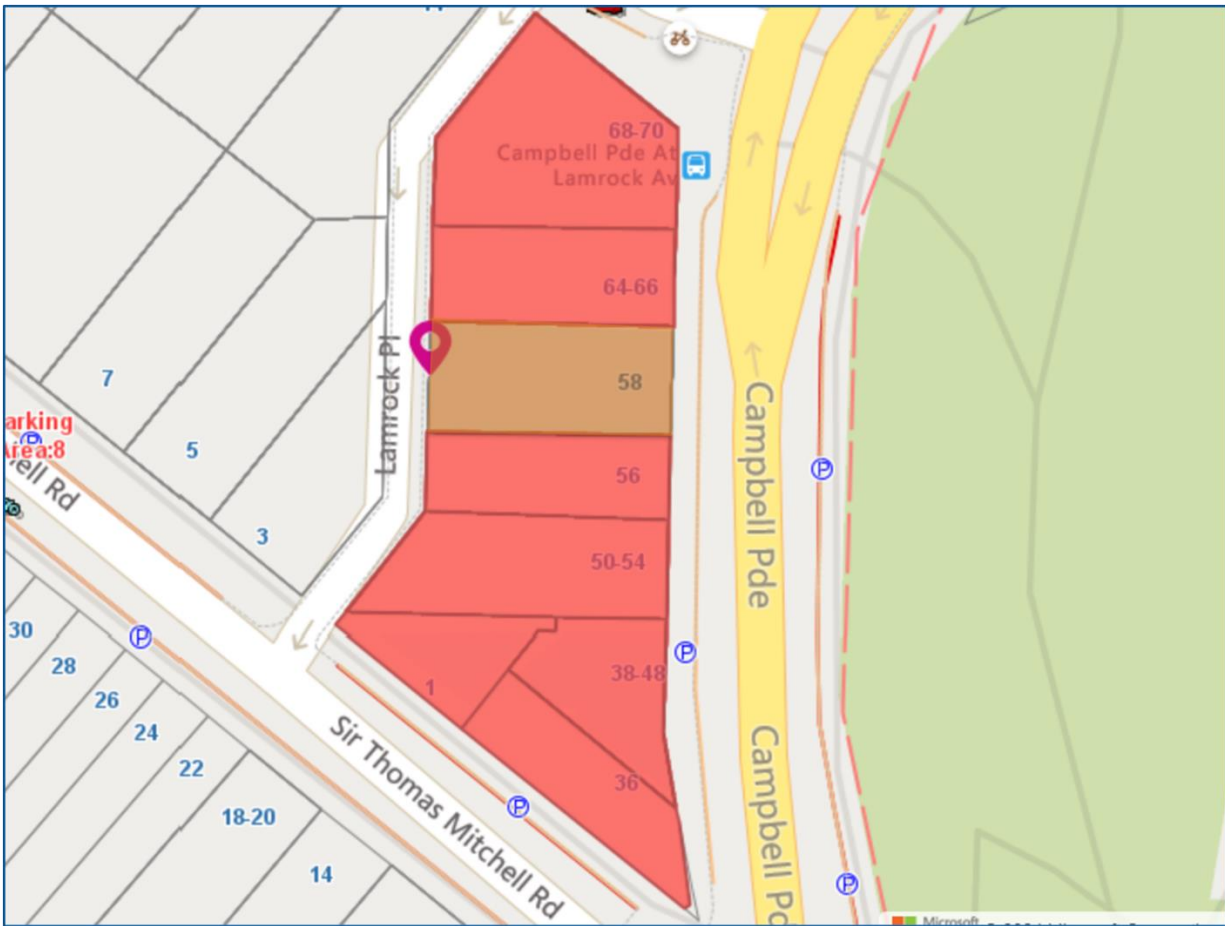 68-70
Campbell Pde At
Lamrock Av
64-66
Lamrock Pl
58
7
arking
Area:8
ell Rd
5
56
Campbell Pde
3
50-54
30
28
26
24
22
18-20
14
1
38-48
36
Sir Thomas Mitchell Rd
Campbell Pd
P
P
P
P
P
P
Microsoft